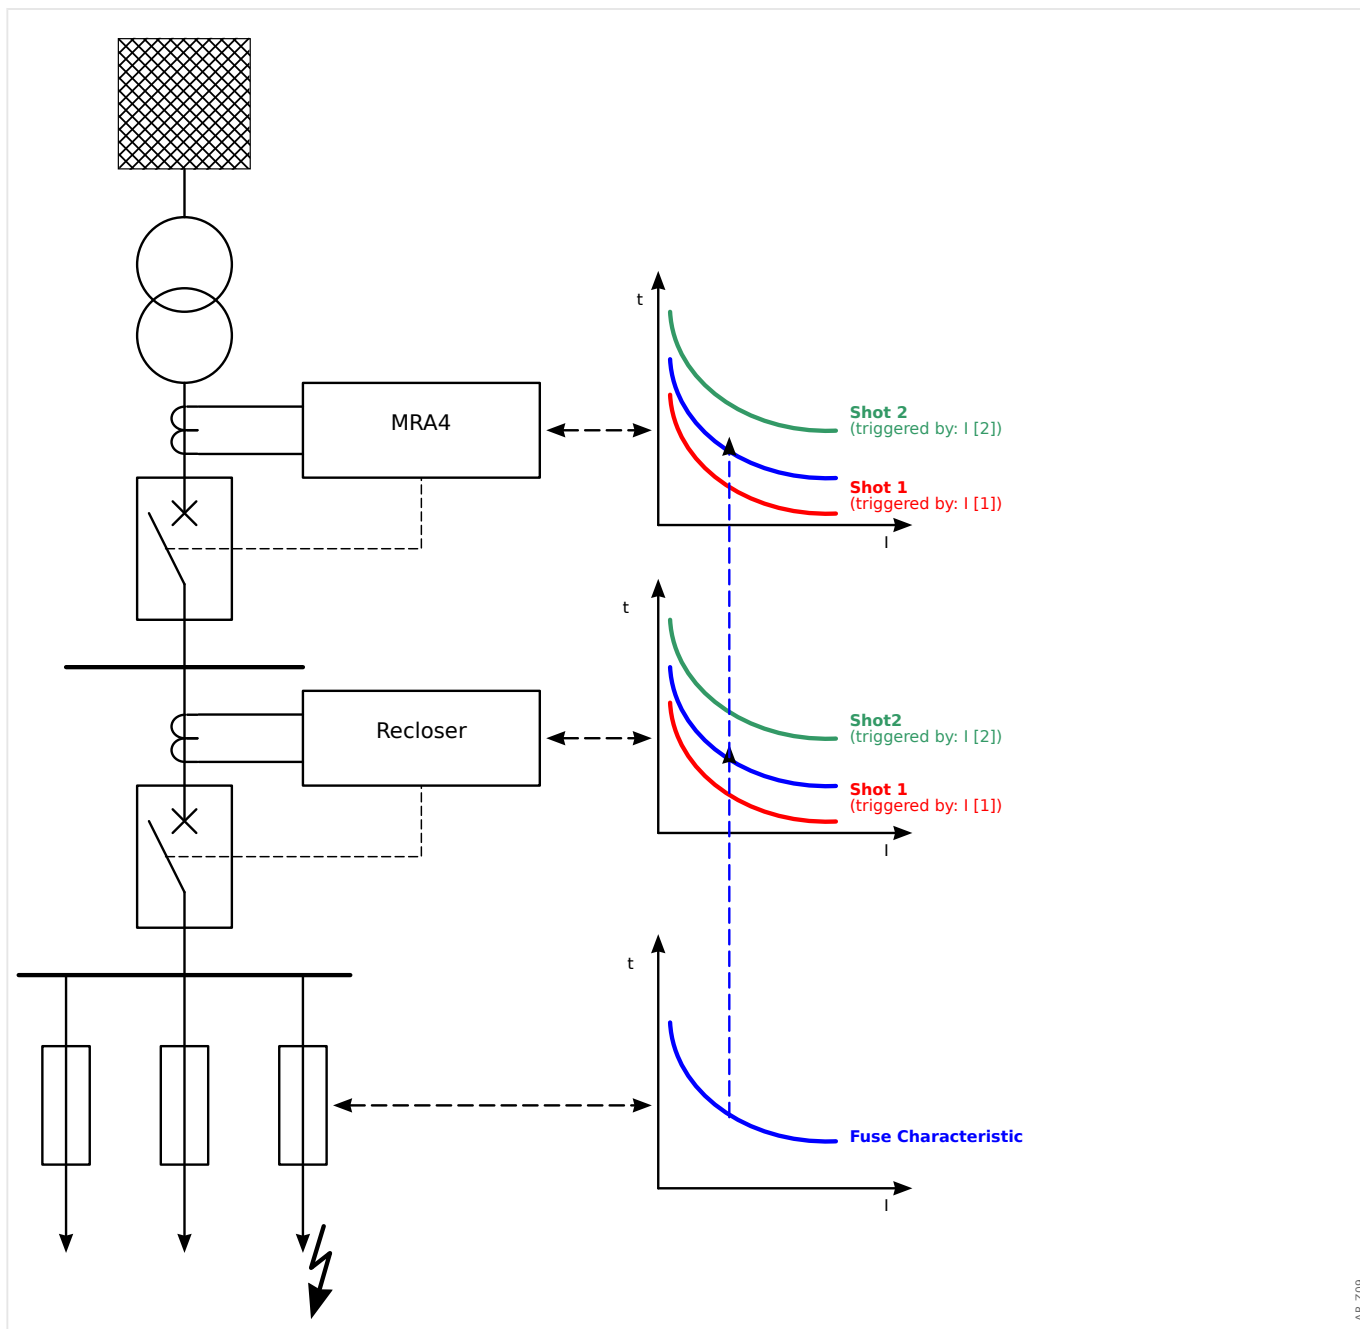 t
MRA4
Shot 2
(triggered by: I [2])
Shot 1
(triggered by: I [1])
I
t
Recloser
Shot2
(triggered by: I [2])
Shot 1
(triggered by: I [1])
I
t
Fuse Characteristic
I